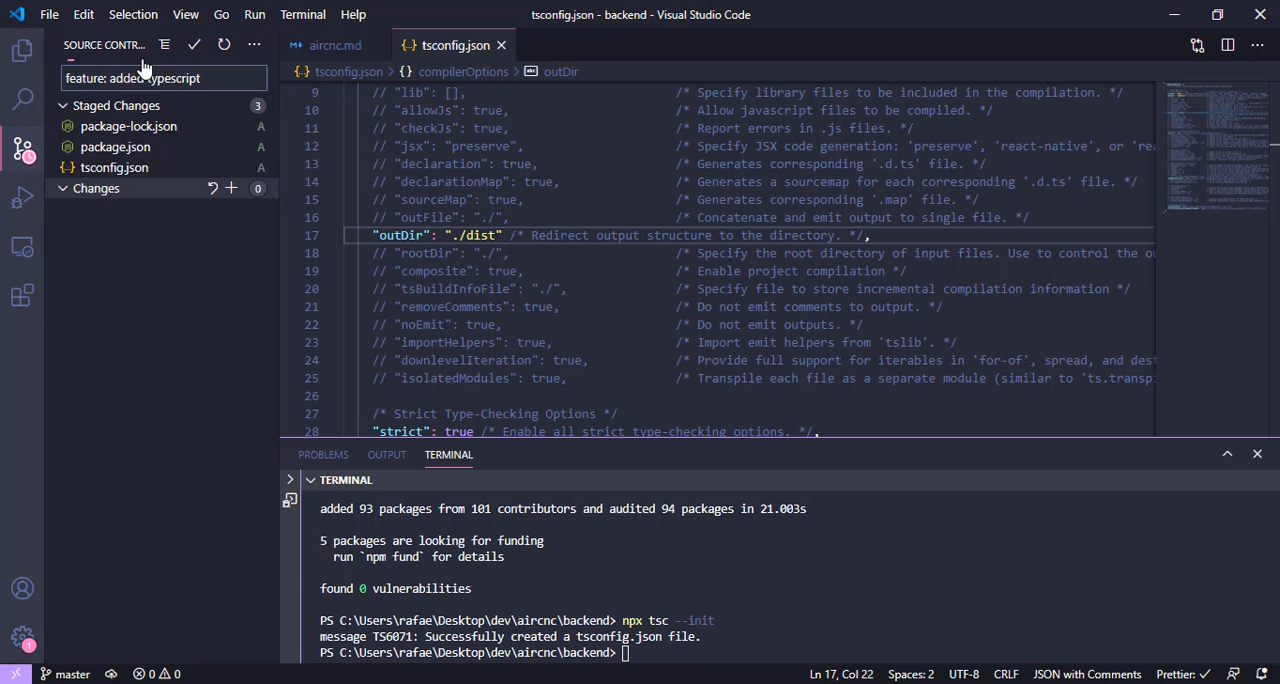 File Edit Selection View Go Run Terminal Help
tsconfig.json - backend - Visual Studio Code
SOURCE CONTR...
feature: added typescript
Staged Changes 3
package-lock.json A
package.json A
tsconfig.json A
Changes 0
aircnc.md
{..} tsconfig.json
{..} tsconfig.json > {} compilerOptions > outDir
9 // "lib": [], /* Specify library files to be included in the compilation. */
10 // "allowJs": true, /* Allow javascript files to be compiled. */
11 // "checkJs": true, /* Report errors in .js files. */
12 // "jsx": "preserve", /* Specify JSX code generation: 'preserve', 'react-native', or 'rea
13 // "declaration": true, /* Generates corresponding '.d.ts' file. */
14 // "declarationMap": true, /* Generates a sourcemap for each corresponding '.d.ts' file. */
15 // "sourceMap": true, /* Generates corresponding '.map' file. */
16 // "outFile": "./", /* Concatenate and emit output to single file. */
17 "outDir": "./dist" /* Redirect output structure to the directory. */,
18 // "rootDir": "./", /* Specify the root directory of input files. Use to control the ou
19 // "composite": true, /* Enable project compilation */
20 // "tsBuildInfoFile": "./", /* Specify file to store incremental compilation information */
21 // "removeComments": true, /* Do not emit comments to output. */
22 // "noEmit": true, /* Do not emit outputs. */
23 // "importHelpers": true, /* Import emit helpers from 'tslib'. */
24 // "downlevelIteration": true, /* Provide full support for iterables in 'for-of', spread, and dest
25 // "isolatedModules": true, /* Transpile each file as a separate module (similar to 'ts.transpi
26
27 /* Strict Type-Checking Options */
28 "strict": true /* Enable all strict type-checking options. */,
PROBLEMS OUTPUT TERMINAL
TERMINAL
added 93 packages from 101 contributors and audited 94 packages in 21.003s
5 packages are looking for funding
run `npm fund` for details
found 0 vulnerabilities
PS C:\Users\rafae\Desktop\dev\aircnc\backend> npx tsc --init
message TS6071: Successfully created a tsconfig.json file.
PS C:\Users\rafae\Desktop\dev\aircnc\backend>
1
master 0 0 Ln 17, Col 22 Spaces: 2 UTF-8 CRLF JSON with Comments Prettier: ✓